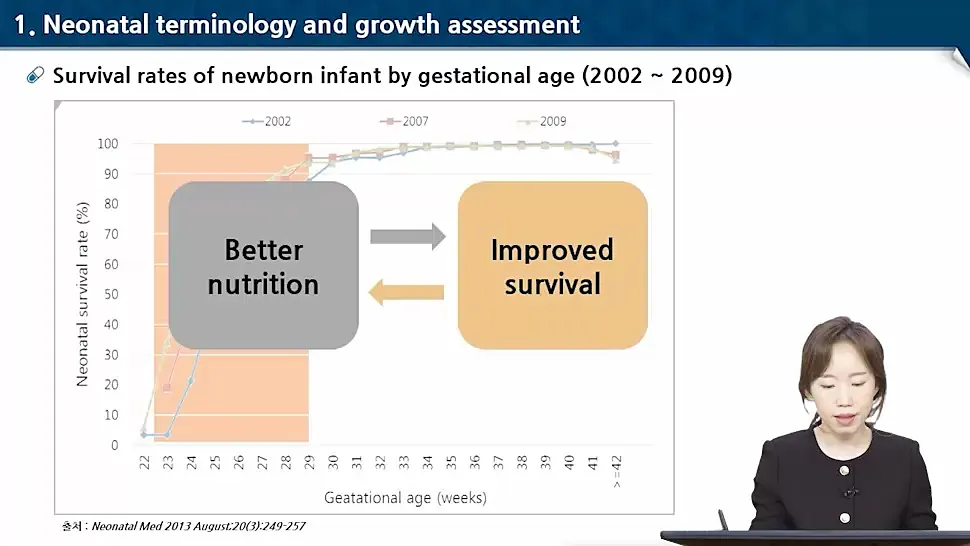 1. Neonatal terminology and growth assessment
Survival rates of newborn infant by gestational age (2002 ~ 2009)
2002 2007 2009
100
90
80
70
60
50
40
30
20
10
0
Neonatal survival rate (%)
Better
nutrition
Improved
survival
22 23 24 25 26 27 28 29 30 31 32 33 34 35 36 37 38 39 40 41 >=42
Geatational age (weeks)
출처 : Neonatal Med 2013 August:20(3):249-257